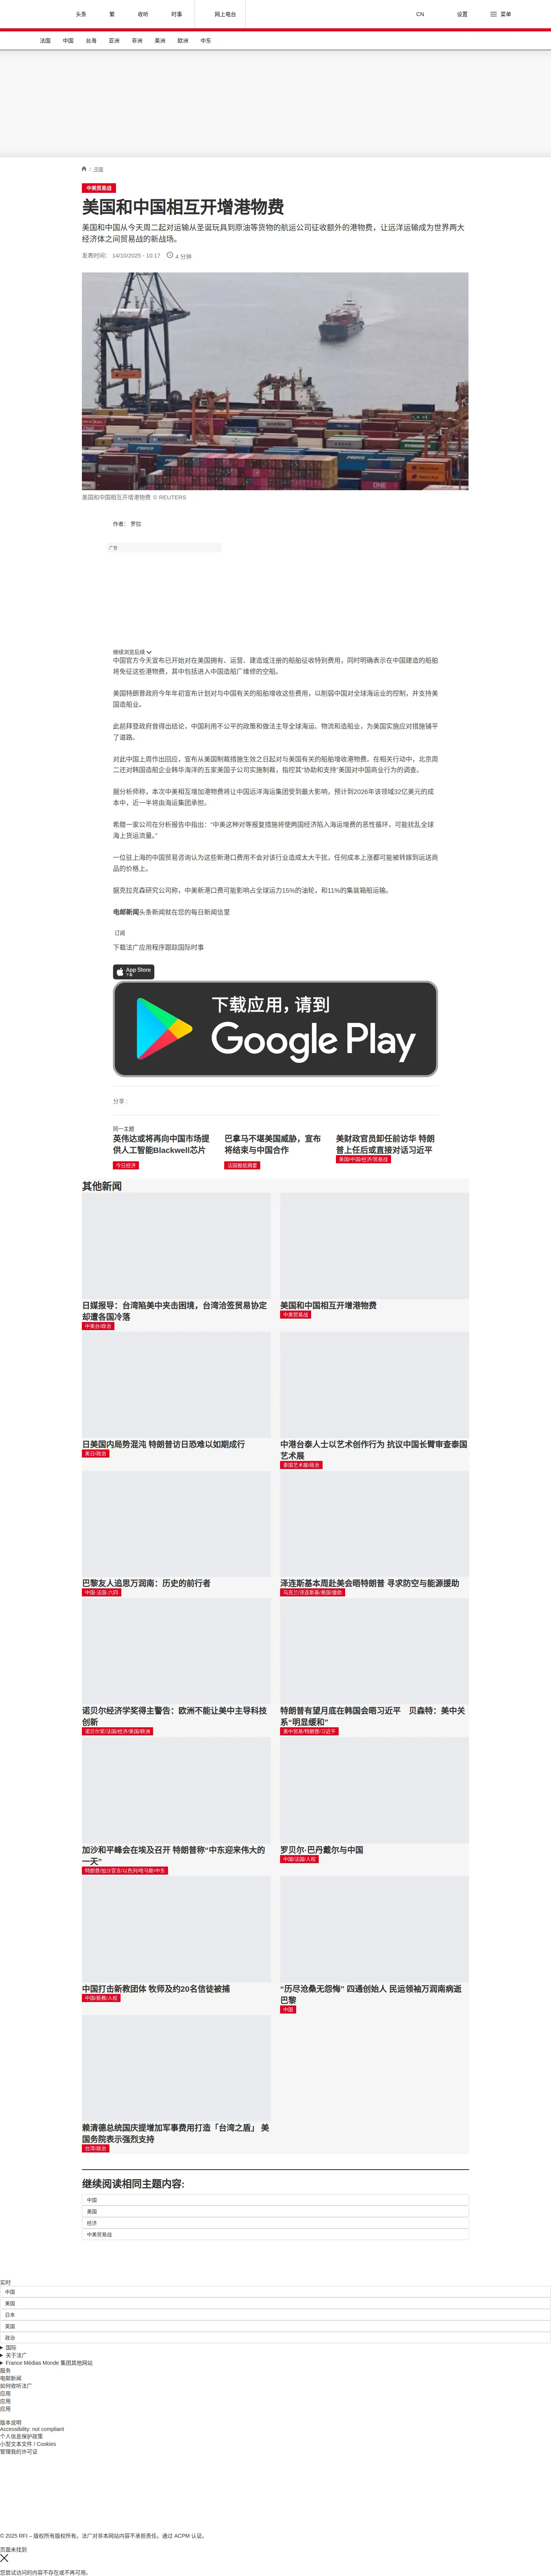 头条
繁
收听
时事
网上电台
CN
设置
菜单
法国
中国
台海
亚洲
非洲
美洲
欧洲
中东
/ 中国
中美贸易战
美国和中国相互开增港物费
美国和中国从今天周二起对运输从圣诞玩具到原油等货物的航运公司征收额外的港物费，让远洋运输成为世界两大
经济体之间贸易战的新战场。
发表时间： 14/10/2025 - 10:17
4 分钟
美国和中国相互开增港物费 © REUTERS
作者： 罗拉
广告
继续浏览后续
中国官方今天宣布已开始对在美国拥有、运营、建造或注册的船舶征收特别费用，同时明确表示在中国建造的船舶
将免征这些港物费，其中包括进入中国造船厂维修的空船。
美国特朗普政府今年年初宣布计划对与中国有关的船舶增收这些费用，以削弱中国对全球海运业的控制，并支持美
国造船业。
此前拜登政府曾得出结论，中国利用不公平的政策和做法主导全球海运、物流和造船业，为美国实施应对措施铺平
了道路。
对此中国上周作出回应，宣布从美国制裁措施生效之日起对与美国有关的船舶增收港物费。在相关行动中，北京周
二还对韩国造船企业韩华海洋的五家美国子公司实施制裁，指控其“协助和支持”美国对中国商业行为的调查。
据分析师称，本次中美相互增加港物费将让中国远洋海运集团受到最大影响，预计到2026年该领域32亿美元的成
本中，近一半将由海运集团承担。
希腊一家公司在分析报告中指出：“中美这种对等报复措施将使两国经济陷入海运增费的恶性循环，可能扰乱全球
海上货运流量。”
一位驻上海的中国贸易咨询认为这些新港口费用不会对该行业造成太大干扰，任何成本上涨都可能被转嫁到运送商
品的价格上。
据克拉克森研究公司称，中美新港口费可能影响占全球运力15%的油轮，和11%的集装箱船运输。
电邮新闻头条新闻就在您的每日新闻信里
订阅
下载法广应用程序跟踪国际时事
App Store
下载
下载应用，请到
Google Play
分享 :
同一主题
英伟达或将再向中国市场提
供人工智能Blackwell芯片
今日经济
巴拿马不堪美国威胁，宣布
将结束与中国合作
法国报纸摘要
美财政官员卸任前访华 特朗
普上任后或直接对话习近平
美国/中国/经济/贸易战
其他新闻
日媒报导：台湾陷美中夹击困境，台湾洽签贸易协定
却遭各国冷落
中美台/政治
美国和中国相互开增港物费
中美贸易战
日美国内局势混沌 特朗普访日恐难以如期成行
美日/政治
中港台泰人士以艺术创作行为 抗议中国长臂审查泰国
艺术展
泰国艺术展/政治
巴黎友人追思万润南：历史的前行者
中国-法国-六四
泽连斯基本周赴美会晤特朗普 寻求防空与能源援助
乌克兰/泽连斯基/美国/援助
诺贝尔经济学奖得主警告：欧洲不能让美中主导科技
创新
诺贝尔奖/法国/经济/美国/欧洲
特朗普有望月底在韩国会晤习近平　贝森特：美中关
系“明显缓和”
美中贸易/特朗普/习近平
加沙和平峰会在埃及召开 特朗普称“中东迎来伟大的
一天”
特朗普/加沙宣言/以色列/哈马斯/中东
罗贝尔·巴丹戴尔与中国
中国/法国/人权
中国打击新教团体 牧师及约20名信徒被捕
中国/新教/人权
“历尽沧桑无怨悔” 四通创始人 民运领袖万润南病逝
巴黎
中国
赖清德总统国庆提增加军事费用打造「台湾之盾」 美
国务院表示强烈支持
台湾/政治
继续阅读相同主题内容:
中国
美国
经济
中美贸易战
实时
中国
美国
日本
英国
政治
国际
关于法广
France Médias Monde 集团其他网站
服务
电邮新闻
如何收听法广
应用
应用
应用
版本说明
Accessibility: not compliant
个人信息保护政策
小型文本文件 / Cookies
管理我的许可证
© 2025 RFI – 版权所有版权所有。法广对非本网站内容不承担责任。通过 ACPM 认证。
页面未找到
您尝试访问的内容不存在或不再可用。